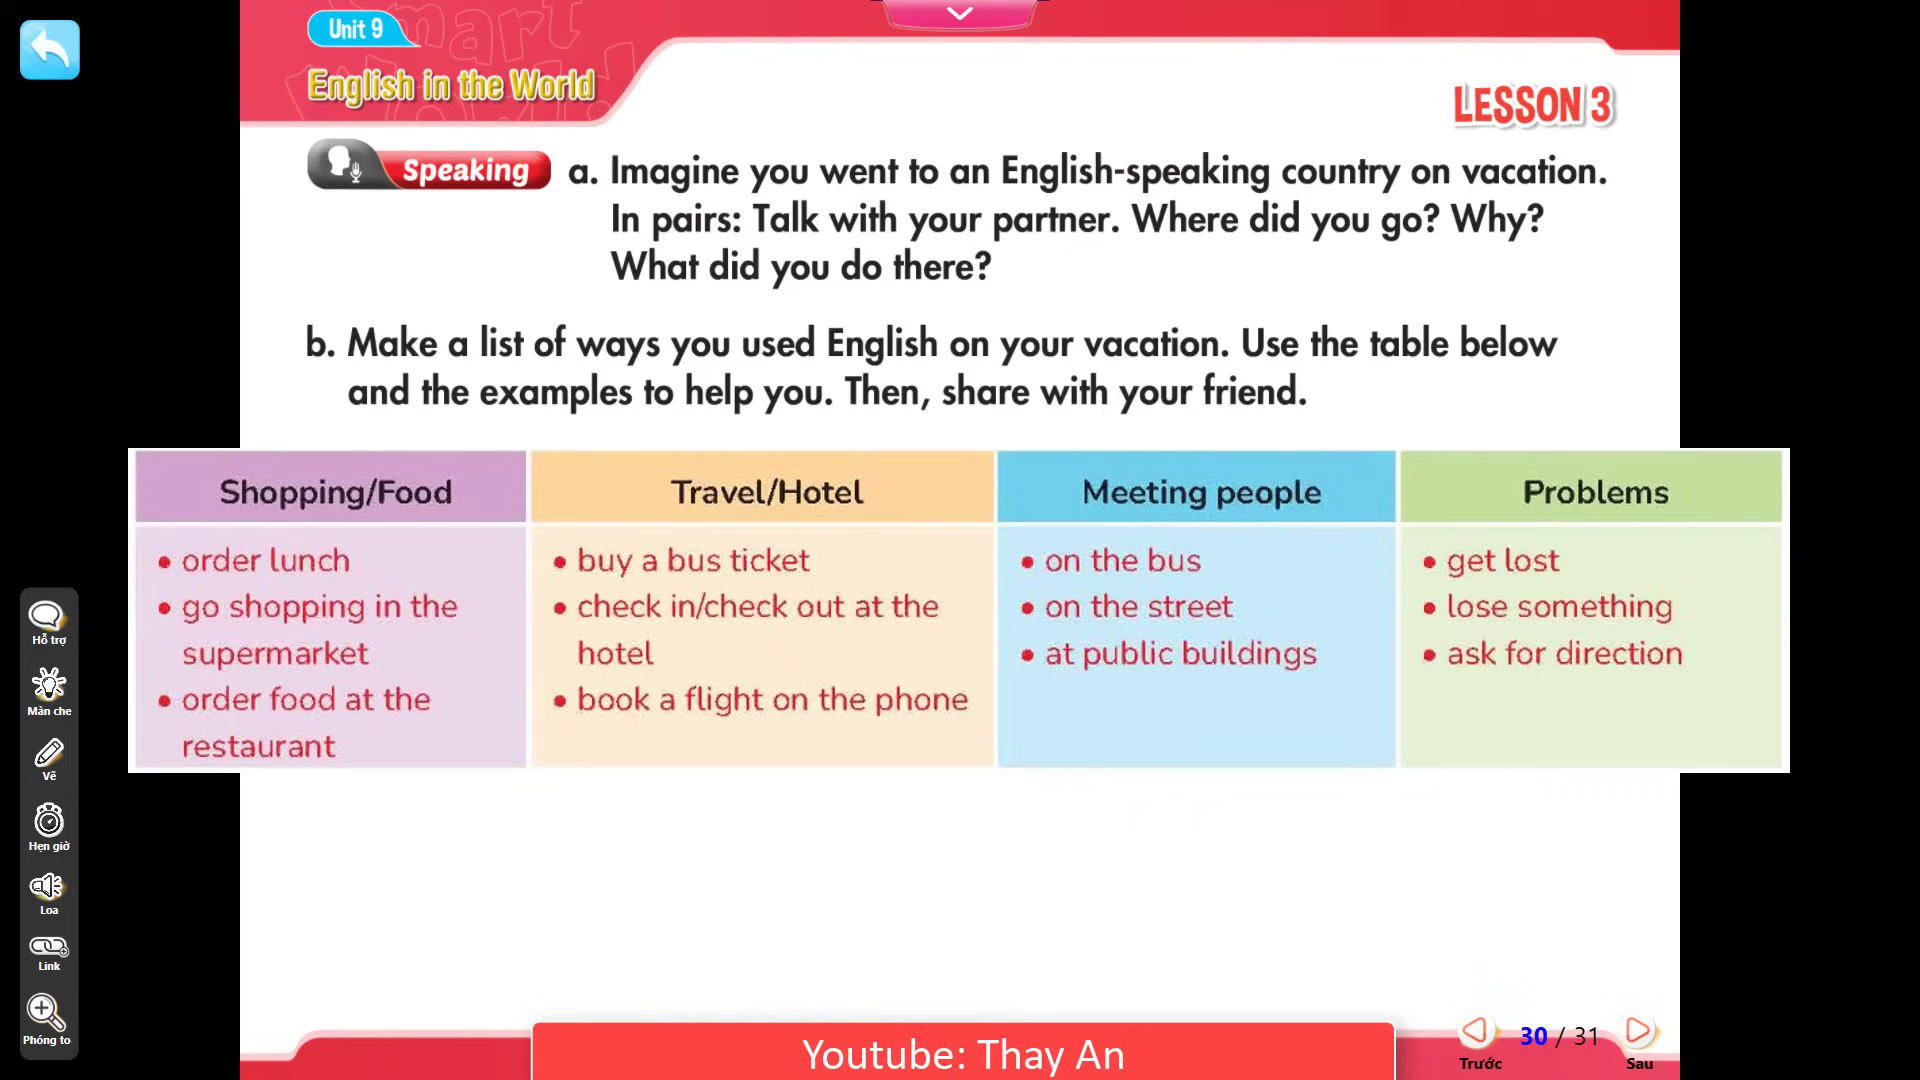 Unit 9
English in the World
LESSON 3
Speaking
a. Imagine you went to an English-speaking country on vacation.
In pairs: Talk with your partner. Where did you go? Why?
What did you do there?
b. Make a list of ways you used English on your vacation. Use the table below
and the examples to help you. Then, share with your friend.
Shopping/Food
• order lunch
• go shopping in the
supermarket
• order food at the
restaurant
Travel/Hotel
• buy a bus ticket
• check in/check out at the
hotel
• book a flight on the phone
Meeting people
• on the bus
• on the street
• at public buildings
Problems
• get lost
• lose something
• ask for direction
Hỗ trợ
Màn che
Vẽ
Hẹn giờ
Loa
Link
Phóng to
Youtube: Thay An
30 / 31
Trước
Sau